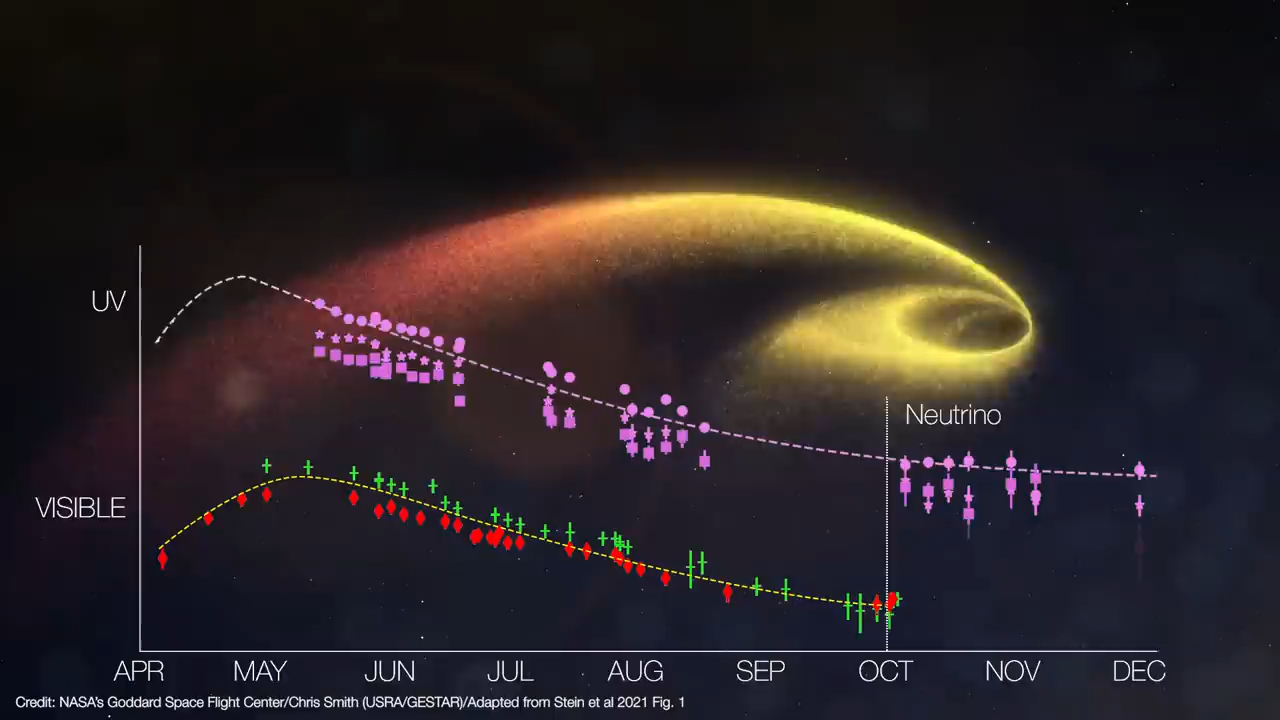 UV
Neutrino
VISIBLE
APR MAY JUN JUL AUG SEP OCT NOV DEC
Credit: NASA's Goddard Space Flight Center/Chris Smith (USRA/GESTAR)/Adapted from Stein et al 2021 Fig. 1